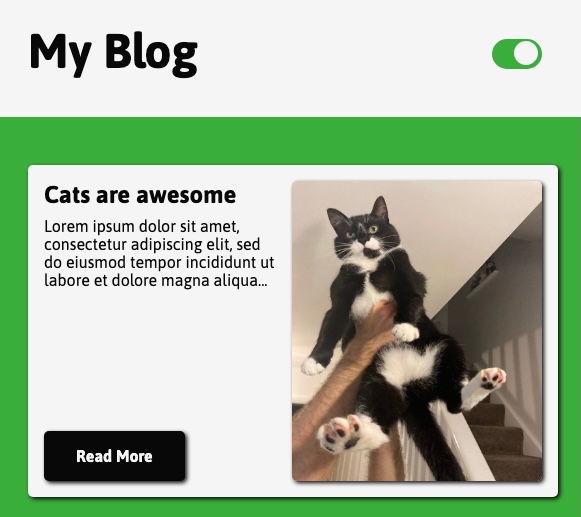 My Blog
Cats are awesome
Lorem ipsum dolor sit amet,
consectetur adipiscing elit, sed
do eiusmod tempor incididunt ut
labore et dolore magna aliqua...
Read More